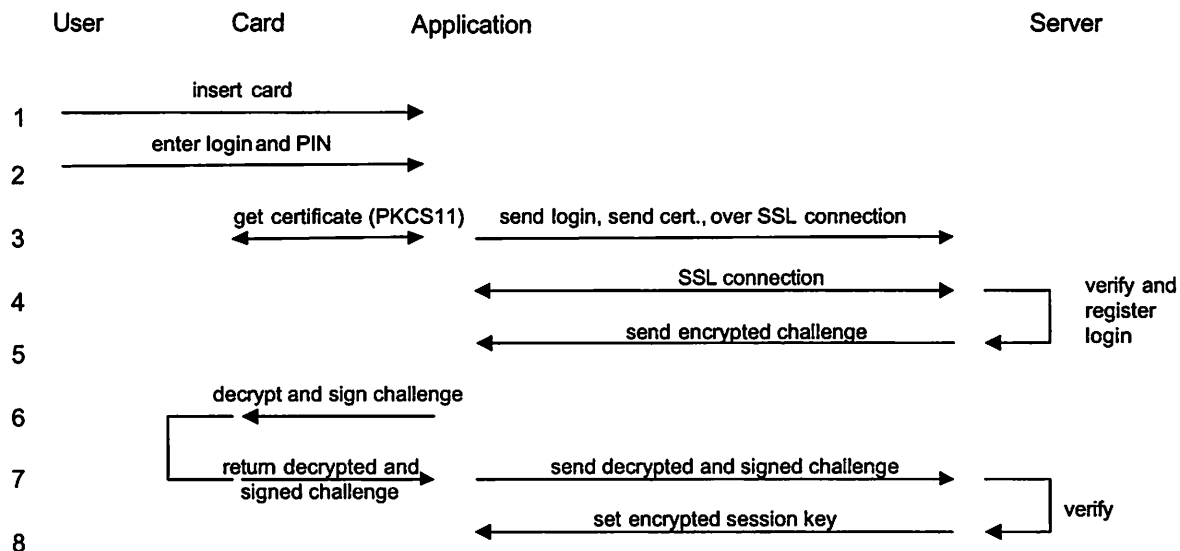 User Card Application Server
insert card
1
enter login and PIN
2
get certificate (PKCS11) send login, send cert., over SSL connection
3
SSL connection
4
verify and
register
login
send encrypted challenge
5
decrypt and sign challenge
6
return decrypted and
signed challenge
send decrypted and signed challenge
7
verify
set encrypted session key
8